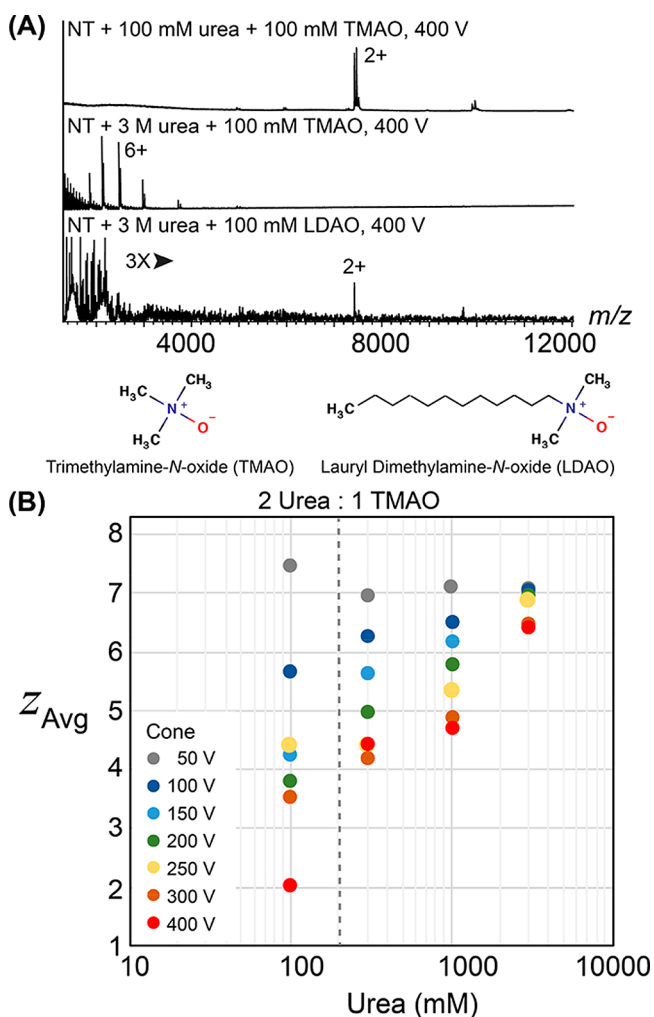 (A)
NT + 100 mM urea + 100 mM TMAO, 400 V
2+
NT + 3 M urea + 100 mM TMAO, 400 V
6+
NT + 3 M urea + 100 mM LDAO, 400 V
3X
2+
m/z
4000 8000 12000
CH3 CH3
H3C N + H3C N +
H3C O − H3C O −
Trimethylamine-N-oxide (TMAO) Lauryl Dimethylamine-N-oxide (LDAO)
(B)
2 Urea : 1 TMAO
8
7
6
5
4
3
2
1
zAvg
Cone
50 V
100 V
150 V
200 V
250 V
300 V
400 V
10 100 1000 10000
Urea (mM)